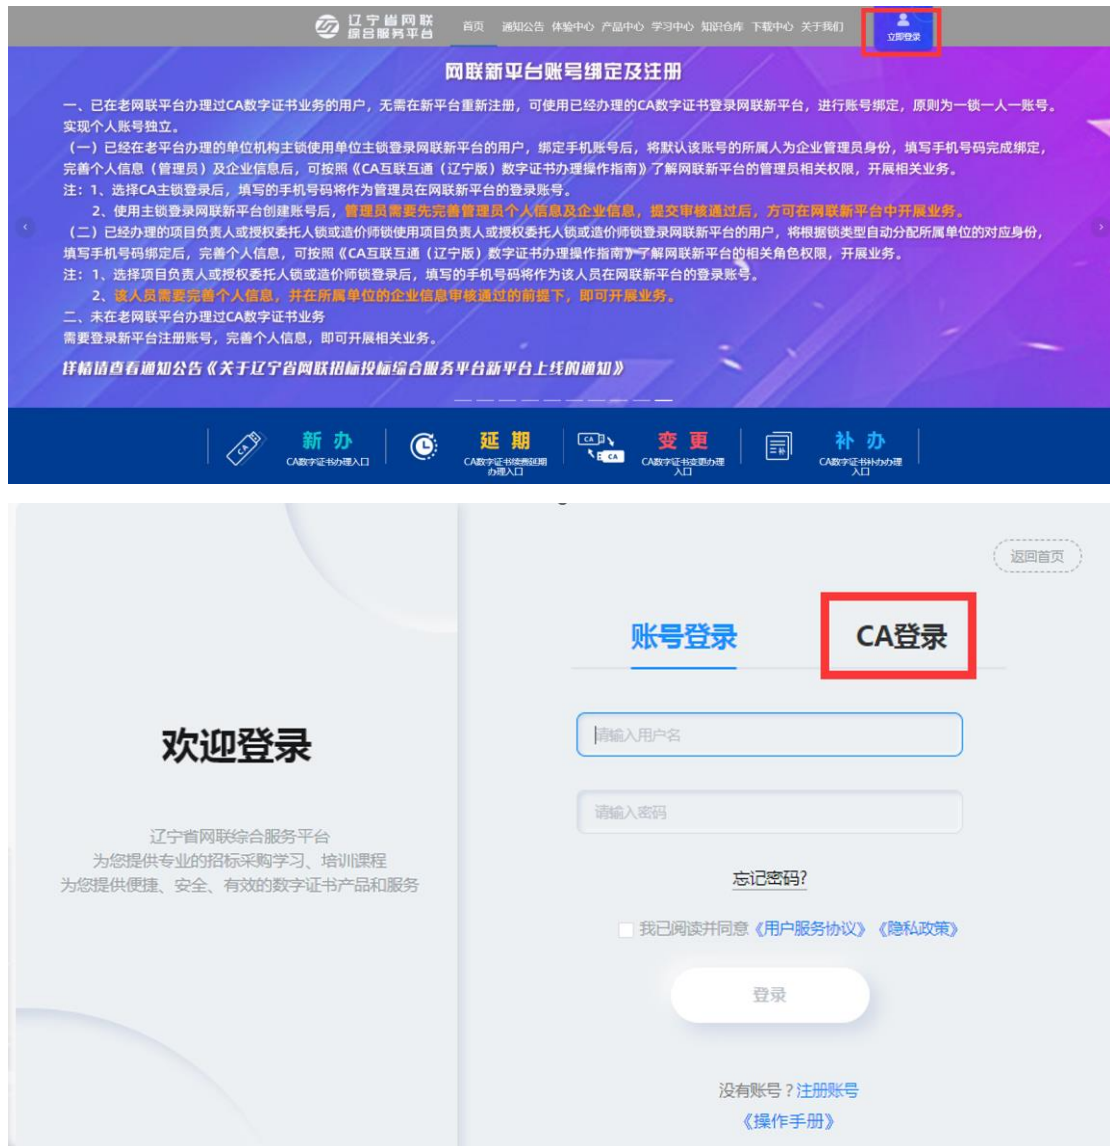 辽宁省网联
综合服务平台
首页 通知公告 体验中心 产品中心 学习中心 知识仓库 下载中心 关于我们
立即登录
网联新平台账号绑定及注册
一、已在老网联平台办理过CA数字证书业务的用户，无需在新平台重新注册，可使用已经办理的CA数字证书登录网联新平台，进行账号绑定，原则为一锁一人一账号。
实现个人账号独立。
（一）已经在老平台办理的单位机构主锁使用单位主锁登录网联新平台的用户，绑定手机账号后，将默认该账号的所属人为企业管理员身份，填写手机号码完成绑定，
完善个人信息（管理员）及企业信息后，可按照《CA互联互通（辽宁版）数字证书办理操作指南》了解网联新平台的管理员相关权限，开展相关业务。
注：1、选择CA主锁登录后，填写的手机号码将作为管理员在网联新平台的登录账号。
2、使用主锁登录网联新平台创建账号后，管理员需要先完善管理员个人信息及企业信息，提交审核通过后，方可在网联新平台中开展业务。
（二）已经办理的项目负责人或授权委托人锁或造价师锁使用项目负责人或授权委托人锁或造价师锁登录网联新平台的用户，将根据锁类型自动分配所属单位的对应身份，
填写手机号码绑定后，完善个人信息，可按照《CA互联互通（辽宁版）数字证书办理操作指南》了解网联新平台的相关角色权限，开展业务。
注：1、选择项目负责人或授权委托人锁或造价师锁登录后，填写的手机号码将作为该人员在网联新平台的登录账号。
2、该人员需要完善个人信息，并在所属单位的企业信息审核通过的前提下，即可开展业务。
二、未在老网联平台办理过CA数字证书业务
需要登录新平台注册账号，完善个人信息，即可开展相关业务。
详情请查看通知公告《关于辽宁省网联招标投标综合服务平台新平台上线的通知》
CA 新办 延期 CA CA 变更 补 补办
CA数字证书办理入口 CA数字证书续费延期 CA数字证书变更办理 CA数字证书补办办理
办理入口 入口 入口
返回首页
账号登录 CA登录
请输入用户名
欢迎登录
请输入密码
辽宁省网联综合服务平台
为您提供专业的招标采购学习、培训课程
为您提供便捷、安全、有效的数字证书产品和服务
忘记密码?
我已阅读并同意《用户服务协议》《隐私政策》
登录
没有账号？注册账号
《操作手册》